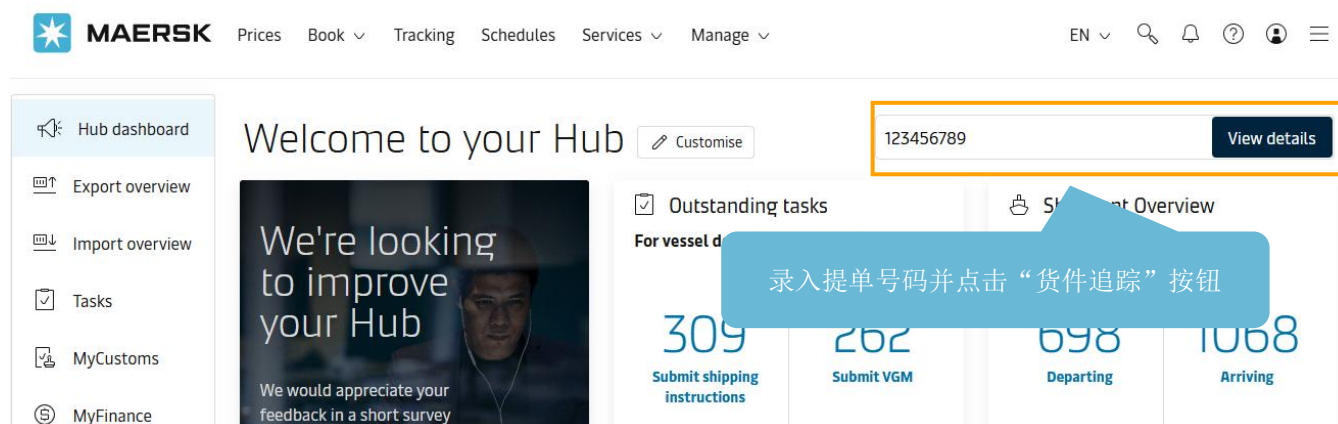 MAERSK Prices Book Tracking Schedules Services Manage EN
Hub dashboard
Export overview
Import overview
Tasks
MyCustoms
MyFinance
Welcome to your Hub
Customise
123456789
View details
We're looking
to improve
your Hub
We would appreciate your
feedback in a short survey
Outstanding tasks
For vessel
309
Submit shipping
instructions
262
Submit VGM
Overview
698
Departing
1068
Arriving
录入提单号码并点击“货件追踪”按钮